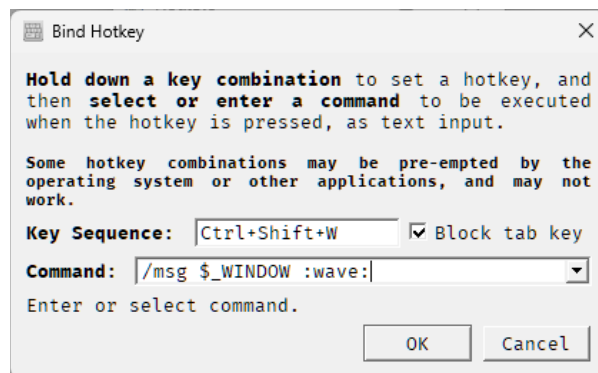 Bind Hotkey
Hold down a key combination to set a hotkey, and
then select or enter a command to be executed
when the hotkey is pressed, as text input.
Some hotkey combinations may be pre-empted by the
operating system or other applications, and may not
work.
Key Sequence: Ctrl+Shift+W Block tab key
Command: /msg $_WINDOW :wave:
Enter or select command.
OK Cancel